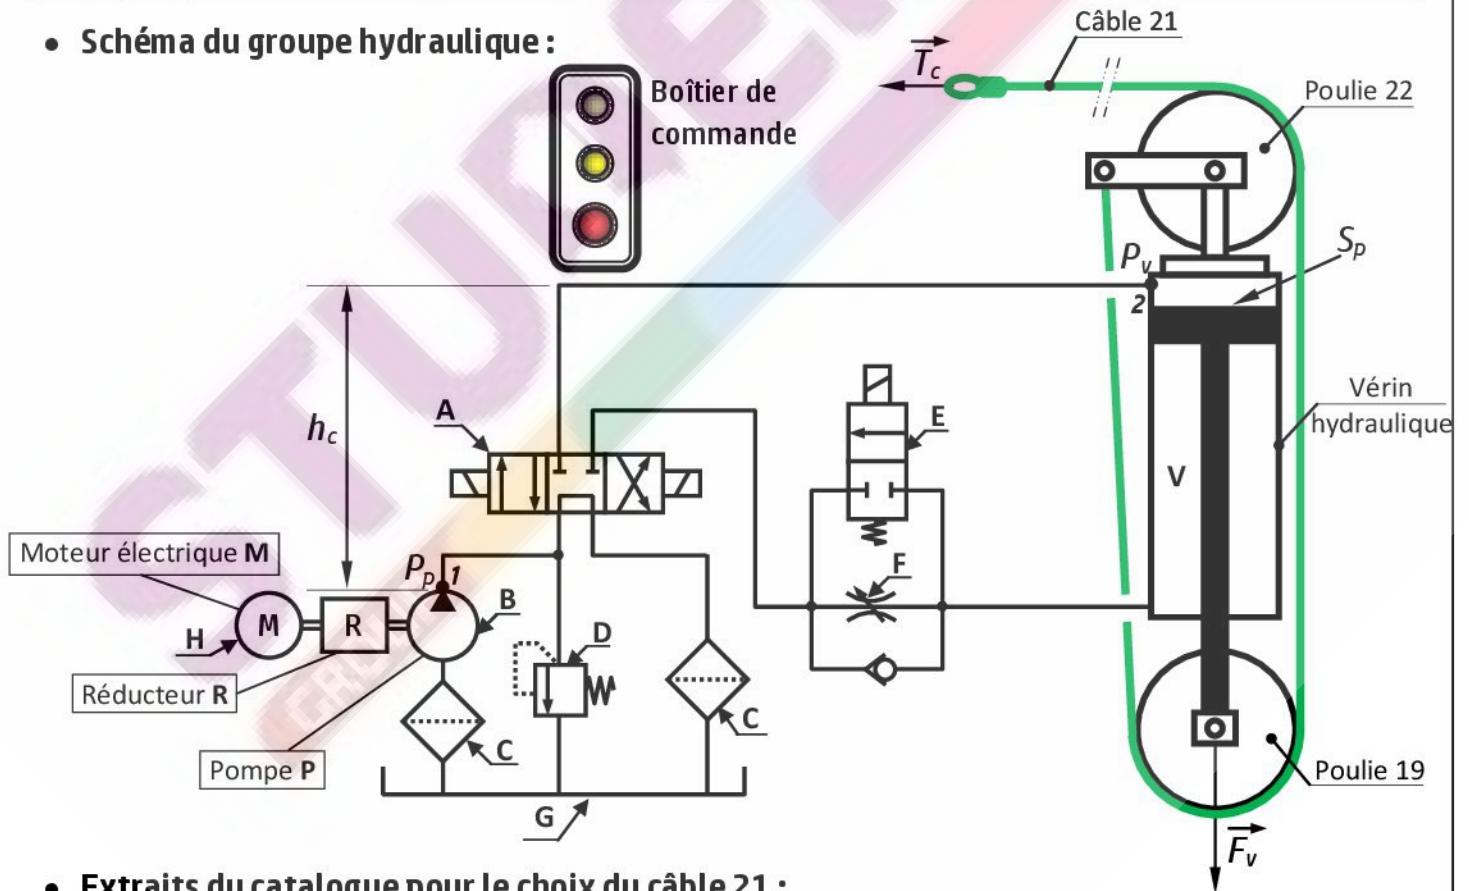 • Schéma du groupe hydraulique :
Câble 21
Tc
Boîtier de
commande
Poulie 22
Sp
Pv
2
A
hc
E
Vérin
hydraulique
V
Moteur électrique M
Pp
1
F
B
H
M
R
D
Réducteur R
C
C
Pompe P
Poulie 19
G
Fv
• Extraits du catalogue pour le choix du câble 21 :